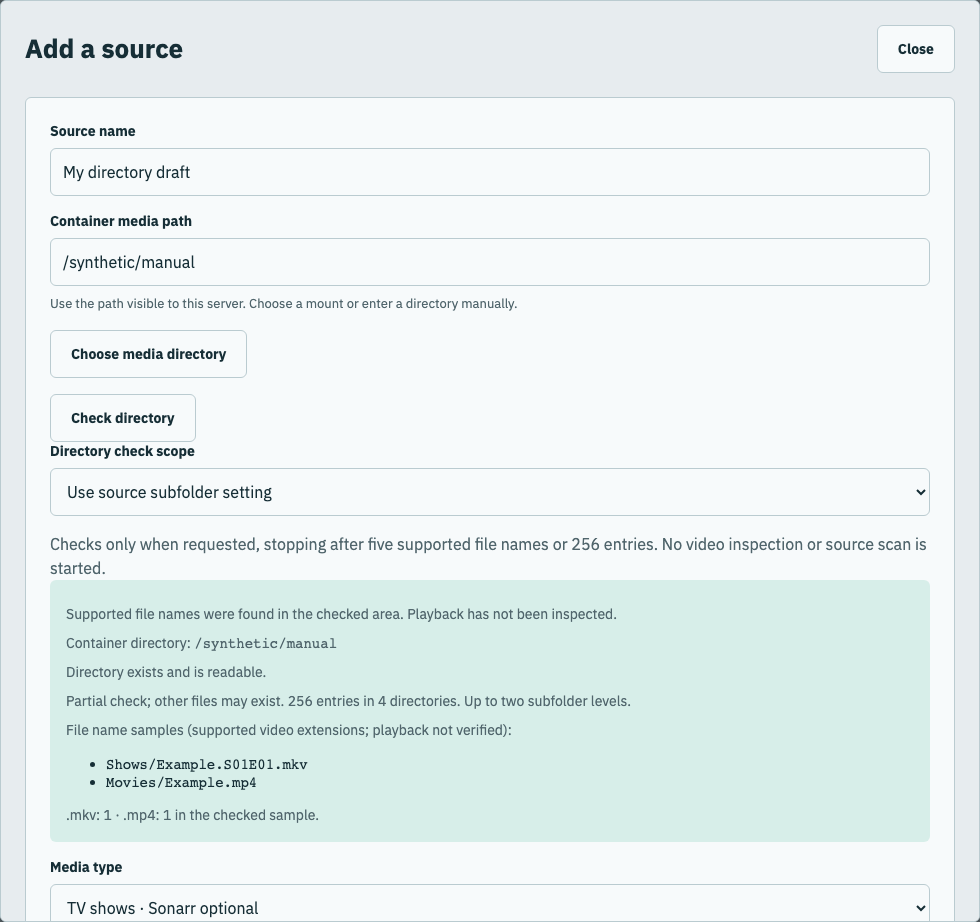 Add a source
Close
Source name
My directory draft
Container media path
/synthetic/manual
Use the path visible to this server. Choose a mount or enter a directory manually.
Choose media directory
Check directory
Directory check scope
Use source subfolder setting
Checks only when requested, stopping after five supported file names or 256 entries. No video inspection or source scan is
started.
Supported file names were found in the checked area. Playback has not been inspected.
Container directory: /synthetic/manual
Directory exists and is readable.
Partial check; other files may exist. 256 entries in 4 directories. Up to two subfolder levels.
File name samples (supported video extensions; playback not verified):
• Shows/Example.S01E01.mkv
• Movies/Example.mp4
.mkv: 1 · .mp4: 1 in the checked sample.
Media type
TV shows · Sonarr optional